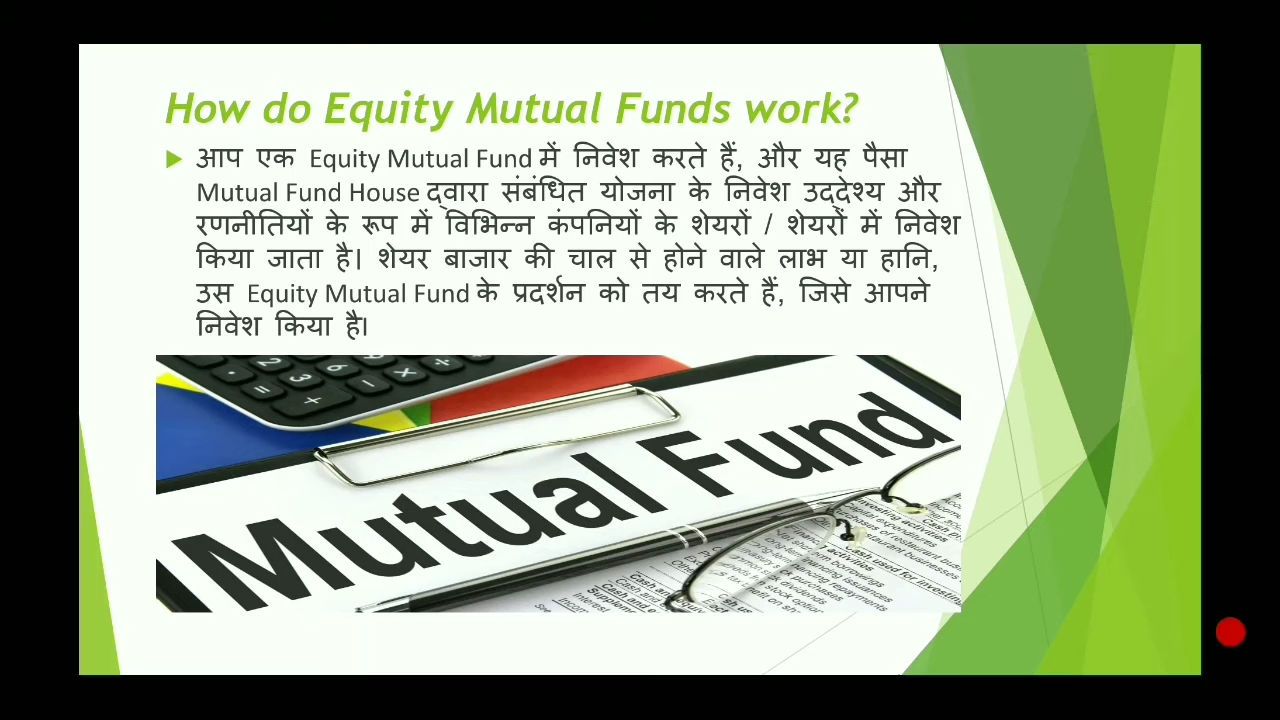 How do Equity Mutual Funds work?
आप एक Equity Mutual Fund में निवेश करते हैं, और यह पैसा
Mutual Fund House द्वारा संबंधित योजना के निवेश उद्देश्य और
रणनीतियों के रूप में विभिन्न कंपनियों के शेयरों / शेयरों में निवेश
किया जाता है। शेयर बाजार की चाल से होने वाले लाभ या हानि,
उस Equity Mutual Fund के प्रदर्शन को तय करते हैं, जिसे आपने
निवेश किया है।
Mutual Fund